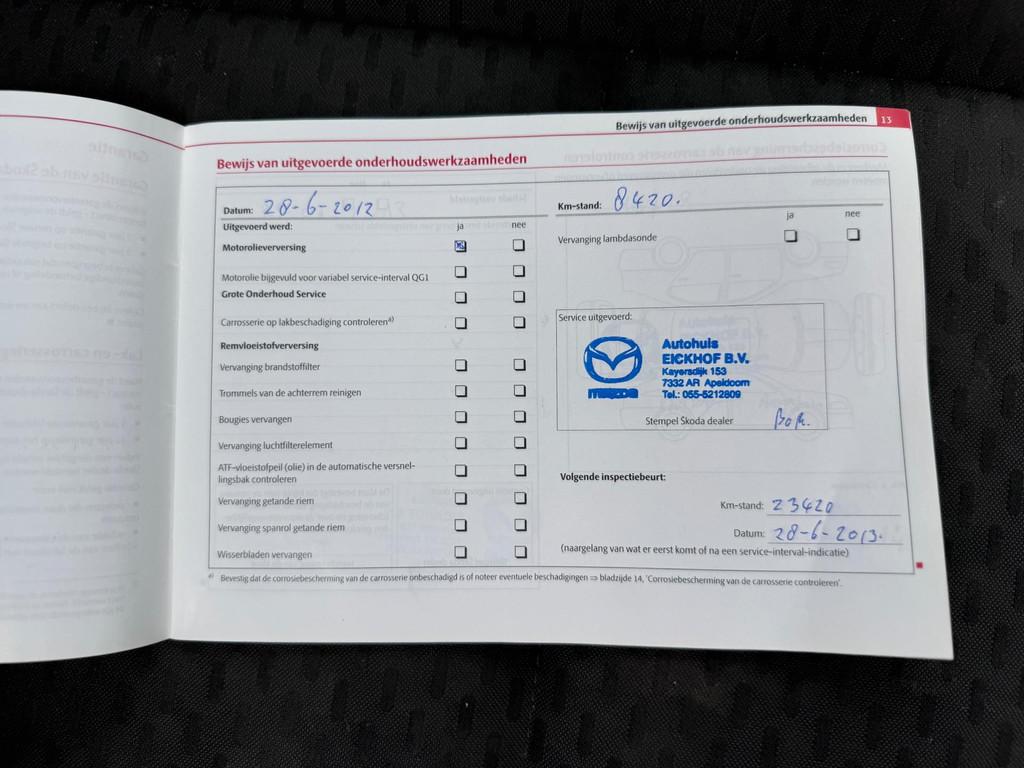 Bewijs van uitgevoerde onderhoudswerkzaamheden 13
Bewijs van uitgevoerde onderhoudswerkzaamheden
Datum: 28-6-2012
Uitgevoerd werd: ja nee
Motorolieverversing
Motorolie bijgevuld voor variabel service-interval QG1
Grote Onderhoud Service
Carrosserie op lakbeschadiging controleren a)
Remvloeistofverversing
Vervanging brandstoffilter
Trommels van de achterrem reinigen
Bougies vervangen
Vervanging luchtfilterelement
ATF-vloeistofpeil (olie) in de automatische versnel-
lingsbak controleren
Vervanging getande riem
Vervanging spanrol getande riem
Wisserbladen vervangen
Km-stand: 8420.
ja nee
Vervanging lambdasonde
Service uitgevoerd:
Autohuis
EICKHOF B.V.
Kayersdijk 153
7332 AR Apeldoorn
Tel.: 055-5212809
mazda
Stempel Skoda dealer
Volgende inspectiebeurt:
Km-stand: 23420
Datum: 28-6-2013.
(naargelang van wat er eerst komt of na een service-interval-indicatie)
a) Bevestig dat de corrosiebescherming van de carrosserie onbeschadigd is of noteer eventuele beschadigingen ⇒ bladzijde 14, 'Corrosiebescherming van de carrosserie controleren'.